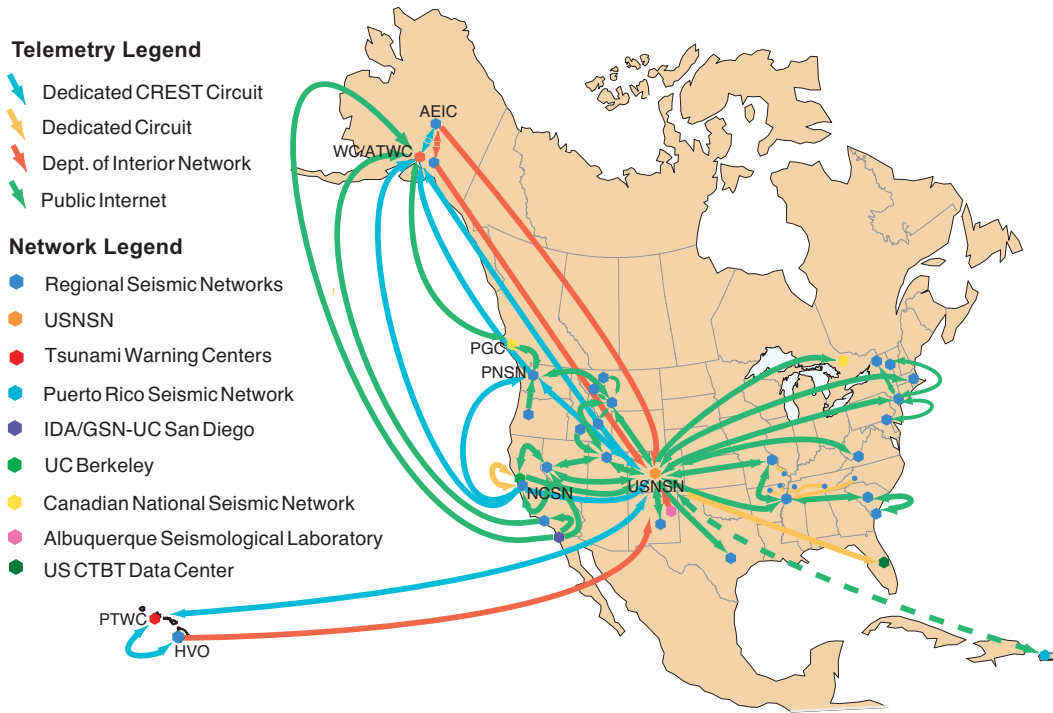 Telemetry Legend
Dedicated CREST Circuit
Dedicated Circuit
Dept. of Interior Network
Public Internet
Network Legend
Regional Seismic Networks
USNSN
Tsunami Warning Centers
Puerto Rico Seismic Network
IDA/GSN-UC San Diego
UC Berkeley
Canadian National Seismic Network
Albuquerque Seismological Laboratory
US CTBT Data Center
AEIC
WC/ATWC
PGC
PNSN
NCSN
USNSN
PTWC
HVO